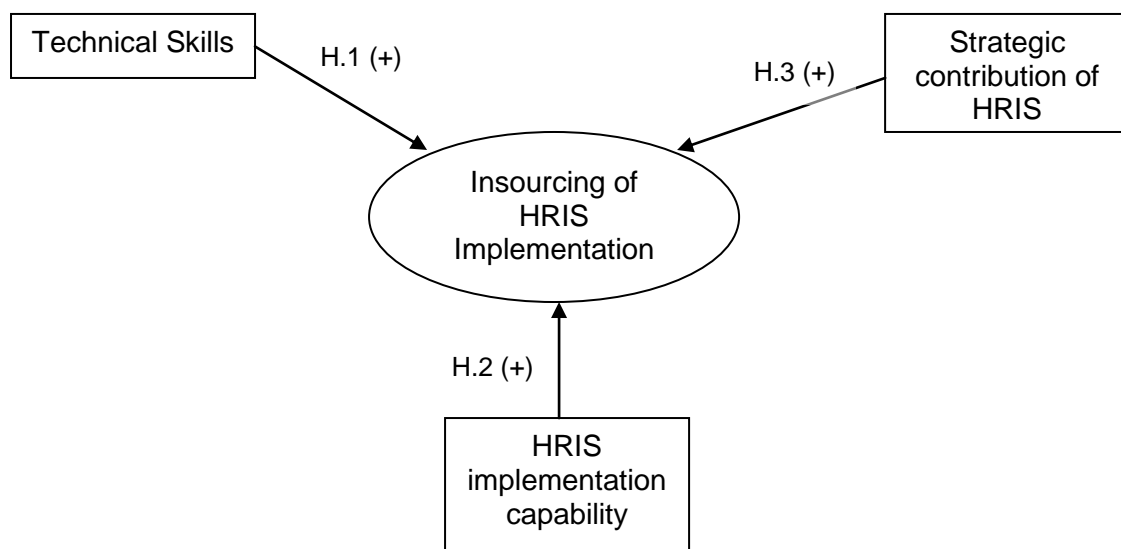 Technical Skills
H.1 (+)
H.3 (+)
Strategic
contribution of
HRIS
Insourcing of
HRIS
Implementation
H.2 (+)
HRIS
implementation
capability